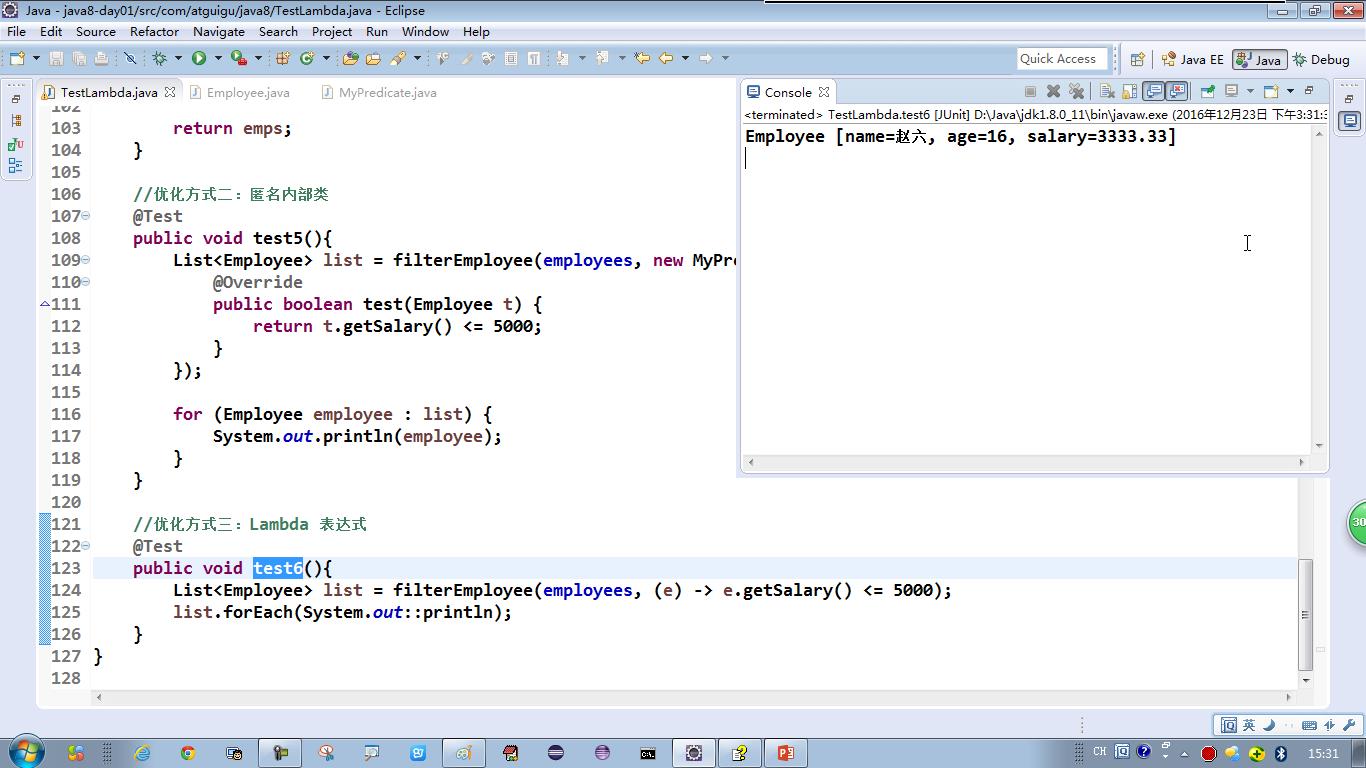 Java - java8-day01/src/com/atguigu/java8/TestLambda.java - Eclipse
File Edit Source Refactor Navigate Search Project Run Window Help
Quick Access Java EE Java Debug
TestLambda.java Employee.java MyPredicate.java
102
103 return emps;
104 }
105
106 //优化方式二：匿名内部类
107 @Test
108 public void test5(){
109 List<Employee> list = filterEmployee(employees, new MyPre
110 @Override
111 public boolean test(Employee t) {
112 return t.getSalary() <= 5000;
113 }
114 });
115
116 for (Employee employee : list) {
117 System.out.println(employee);
118 }
119 }
120
121 //优化方式三：Lambda 表达式
122 @Test
123 public void test6(){
124 List<Employee> list = filterEmployee(employees, (e) -> e.getSalary() <= 5000);
125 list.forEach(System.out::println);
126 }
127 }
128
Console
<terminated> TestLambda.test6 [JUnit] D:\Java\jdk1.8.0_11\bin\javaw.exe (2016年12月23日 下午3:31:3
Employee [name=赵六, age=16, salary=3333.33]
30
英
CH 15:31